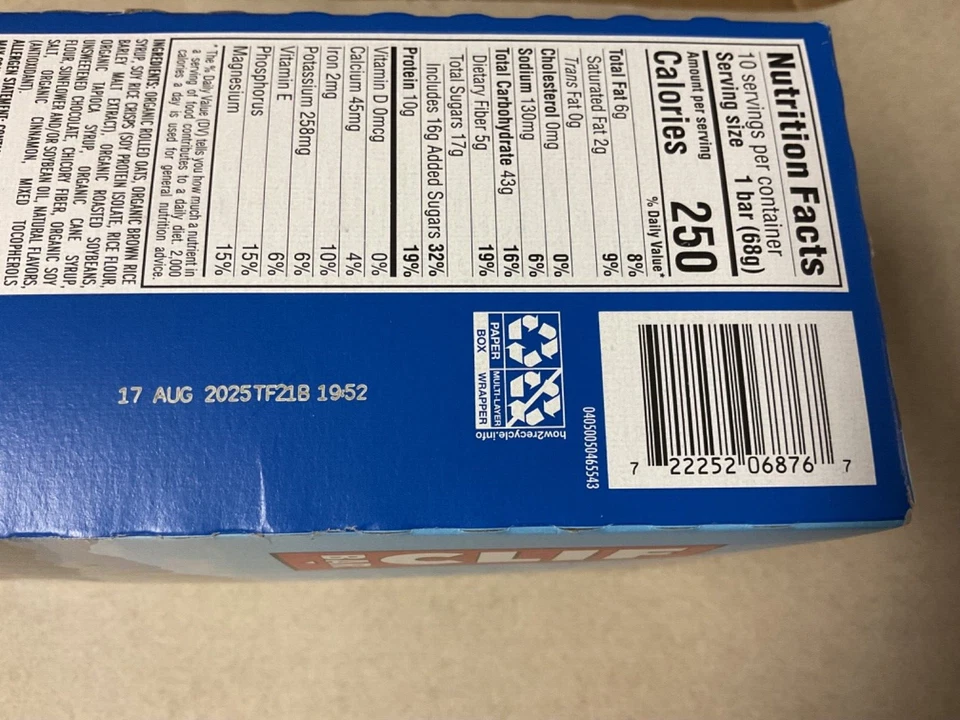 Nutrition Facts
10 servings per container
Serving size 1 bar (68g)
Amount per serving
Calories 250
% Daily Value*
Total Fat 6g 8%
Saturated Fat 2g 9%
Trans Fat 0g
Cholesterol 0mg 0%
Sodium 130mg 6%
Total Carbohydrate 43g 16%
Dietary Fiber 5g 19%
Total Sugars 17g
Includes 16g Added Sugars 32%
Protein 10g 19%
Vitamin D 0mcg 0%
Calcium 45mg 4%
Iron 2mg 10%
Potassium 258mg 6%
Vitamin E 6%
Phosphorus 15%
Magnesium 15%
* The % Daily Value (DV) tells you how much a nutrient in
a serving of food contributes to a daily diet. 2,000
calories a day is used for general nutrition advice.
INGREDIENTS: ORGANIC ROLLED OATS, ORGANIC BROWN RICE
SYRUP, SOY RICE CRISPS (SOY PROTEIN ISOLATE, RICE FLOUR,
BARLEY MALT EXTRACT), ORGANIC ROASTED SOYBEANS,
ORGANIC TAPIOCA SYRUP, ORGANIC CANE SYRUP,
UNSWEETENED CHOCOLATE, CHICORY FIBER, ORGANIC SOY
FLOUR, SUNFLOWER AND/OR SOYBEAN OIL, NATURAL FLAVORS,
SALT, ORGANIC CINNAMON, MIXED TOCOPHEROLS
(ANTIOXIDANT).
ALLERGEN STATEMENT:
7 22252 06876 7
04050050465543
how2recycle.info
PAPER MULTI-LAYER
BOX WRAPPER
17 AUG 2025TF21B 19:52
CLIF
BAR